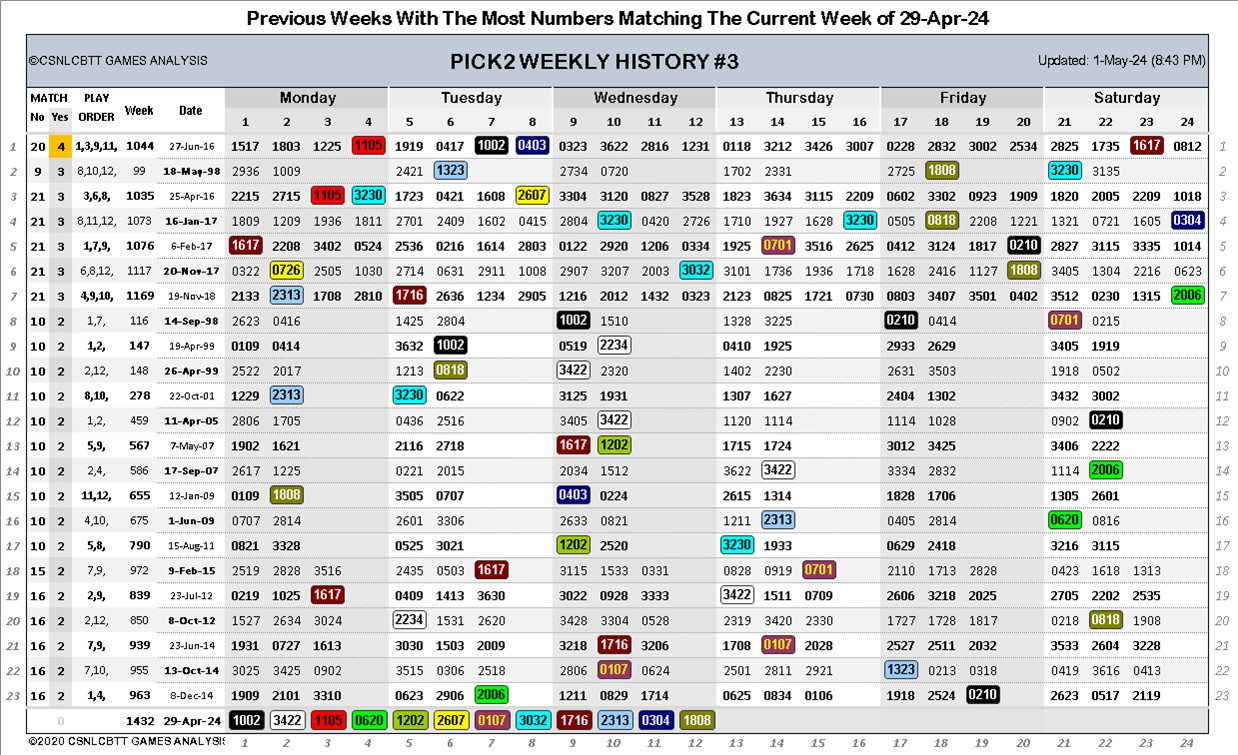 Previous Weeks With The Most Numbers Matching The Current Week of 29-Apr-24
©CSNLCBTT GAMES ANALYSIS PICK2 WEEKLY HISTORY #3 Updated: 1-May-24 (8:43 PM)
MATCH PLAY Week Date Monday Tuesday Wednesday Thursday Friday Saturday
No Yes ORDER 1 2 3 4 5 6 7 8 9 10 11 12 13 14 15 16 17 18 19 20 21 22 23 24
1 20 4 1,3,9,11, 1044 27-Jun-16 1517 1803 1225 1105 1919 0417 1002 0403 0323 3622 2816 1231 0118 3212 3426 3007 0228 2832 3002 2534 2825 1735 1617 0812 1
2 9 3 8,10,12, 99 18-May-98 2936 1009 2421 1323 2734 0720 1702 2331 2725 1808 3230 3135 2
3 21 3 3,6,8, 1035 25-Apr-16 2215 2715 1105 3230 1723 0421 1608 2607 3301 1120 0827 3528 1823 3634 3115 2209 0602 3302 0923 1909 1820 2005 2209 1018 3
4 21 3 8,11,12, 1073 16-Jan-17 1809 1209 1936 1811 2701 2409 1602 0415 2804 3230 0420 2726 1710 1927 1628 3230 0505 0818 2208 1221 1321 0721 1605 0304 4
5 21 3 1,7,9, 1076 6-Feb-17 1617 2208 3402 0524 2536 0216 1614 2803 0122 2920 1206 0334 1925 0701 3516 2625 0412 3124 1817 0210 2827 3115 3335 1014 5
6 21 3 6,8,12, 1117 20-Nov-17 0322 0726 2505 1030 2714 0631 2911 1008 2907 3207 2003 3032 3101 1736 1936 1718 1628 2416 1127 1808 3405 1304 2216 0623 6
7 21 3 4,9,10, 1169 19-Nov-18 2133 2313 1708 2810 1716 2636 1234 2905 1216 2012 1432 0323 2123 0825 1721 0730 0803 3407 3501 0402 3512 0230 1315 2006 7
8 10 2 1,7, 116 14-Sep-98 2623 0416 1425 2804 1002 1510 1328 3225 0210 0414 0701 0215 8
9 10 2 1,2, 147 19-Apr-99 0109 0414 3632 1002 0519 2234 0410 1925 2933 2629 3405 1919 9
10 10 2 2,12, 148 26-Apr-99 2522 2017 1213 0818 3422 2320 1402 2230 2631 3503 1918 0502 10
11 10 2 8,10, 278 22-Oct-01 1229 2313 3230 0622 3125 1931 1307 1627 2404 1302 3432 3002 11
12 10 2 1,2, 459 11-Apr-05 2806 1705 0436 2516 3405 3422 1120 1114 1114 1028 0902 0210 12
13 10 2 5,9, 567 7-May-07 1902 1621 2116 2718 1617 1202 1715 1724 3012 3425 3406 2222 13
14 10 2 2,4, 586 17-Sep-07 2617 1225 0221 2015 2034 1512 3622 3422 3334 2832 1114 2006 14
15 10 2 11,12, 655 12-Jan-09 0109 1808 3505 0707 0403 0224 2615 1314 1828 1706 1305 2601 15
16 10 2 4,10, 675 1-Jun-09 0707 2814 2601 3306 2633 0821 1211 2313 0405 2814 0620 0816 16
17 10 2 5,8, 790 15-Aug-11 0821 3328 0525 3021 1202 2520 3230 1933 0629 2418 3216 3115 17
18 15 2 7,9, 972 9-Feb-15 2519 2828 3516 2435 0503 1617 3115 1533 0331 0828 0919 0701 2110 1713 2828 0423 1618 1313 18
19 16 2 2,9, 839 23-Jul-12 0219 1025 1617 0409 1413 3630 3022 0928 3333 3422 1511 0709 2606 3218 2025 2705 2202 2535 19
20 16 2 2,12, 850 8-Oct-12 1527 2634 3024 2234 1531 2620 3428 3304 0528 2319 3420 2330 1727 1728 1817 0218 0818 1908 20
21 16 2 7,9, 939 23-Jun-14 1931 0727 1613 3030 1503 2009 3218 1716 3206 1708 0107 2028 2527 2511 2032 3533 2604 3228 21
22 16 2 7,10, 955 13-Oct-14 3025 3425 0902 3515 0306 2518 2806 0107 0624 2501 2811 2921 1323 0213 0318 0419 3616 0413 22
23 16 2 1,4, 963 8-Dec-14 1909 2101 3310 0623 2906 2006 1211 0829 1714 0625 0834 0106 1918 2524 0210 2623 0517 2119 23
0 1432 29-Apr-24 1002 3422 1105 0620 1202 2607 0107 3032 1716 2313 0304 1808
©2020 CSNLCBTT GAMES ANALYSIS 1 2 3 4 5 6 7 8 9 10 11 12 13 14 15 16 17 18 19 20 21 22 23 24